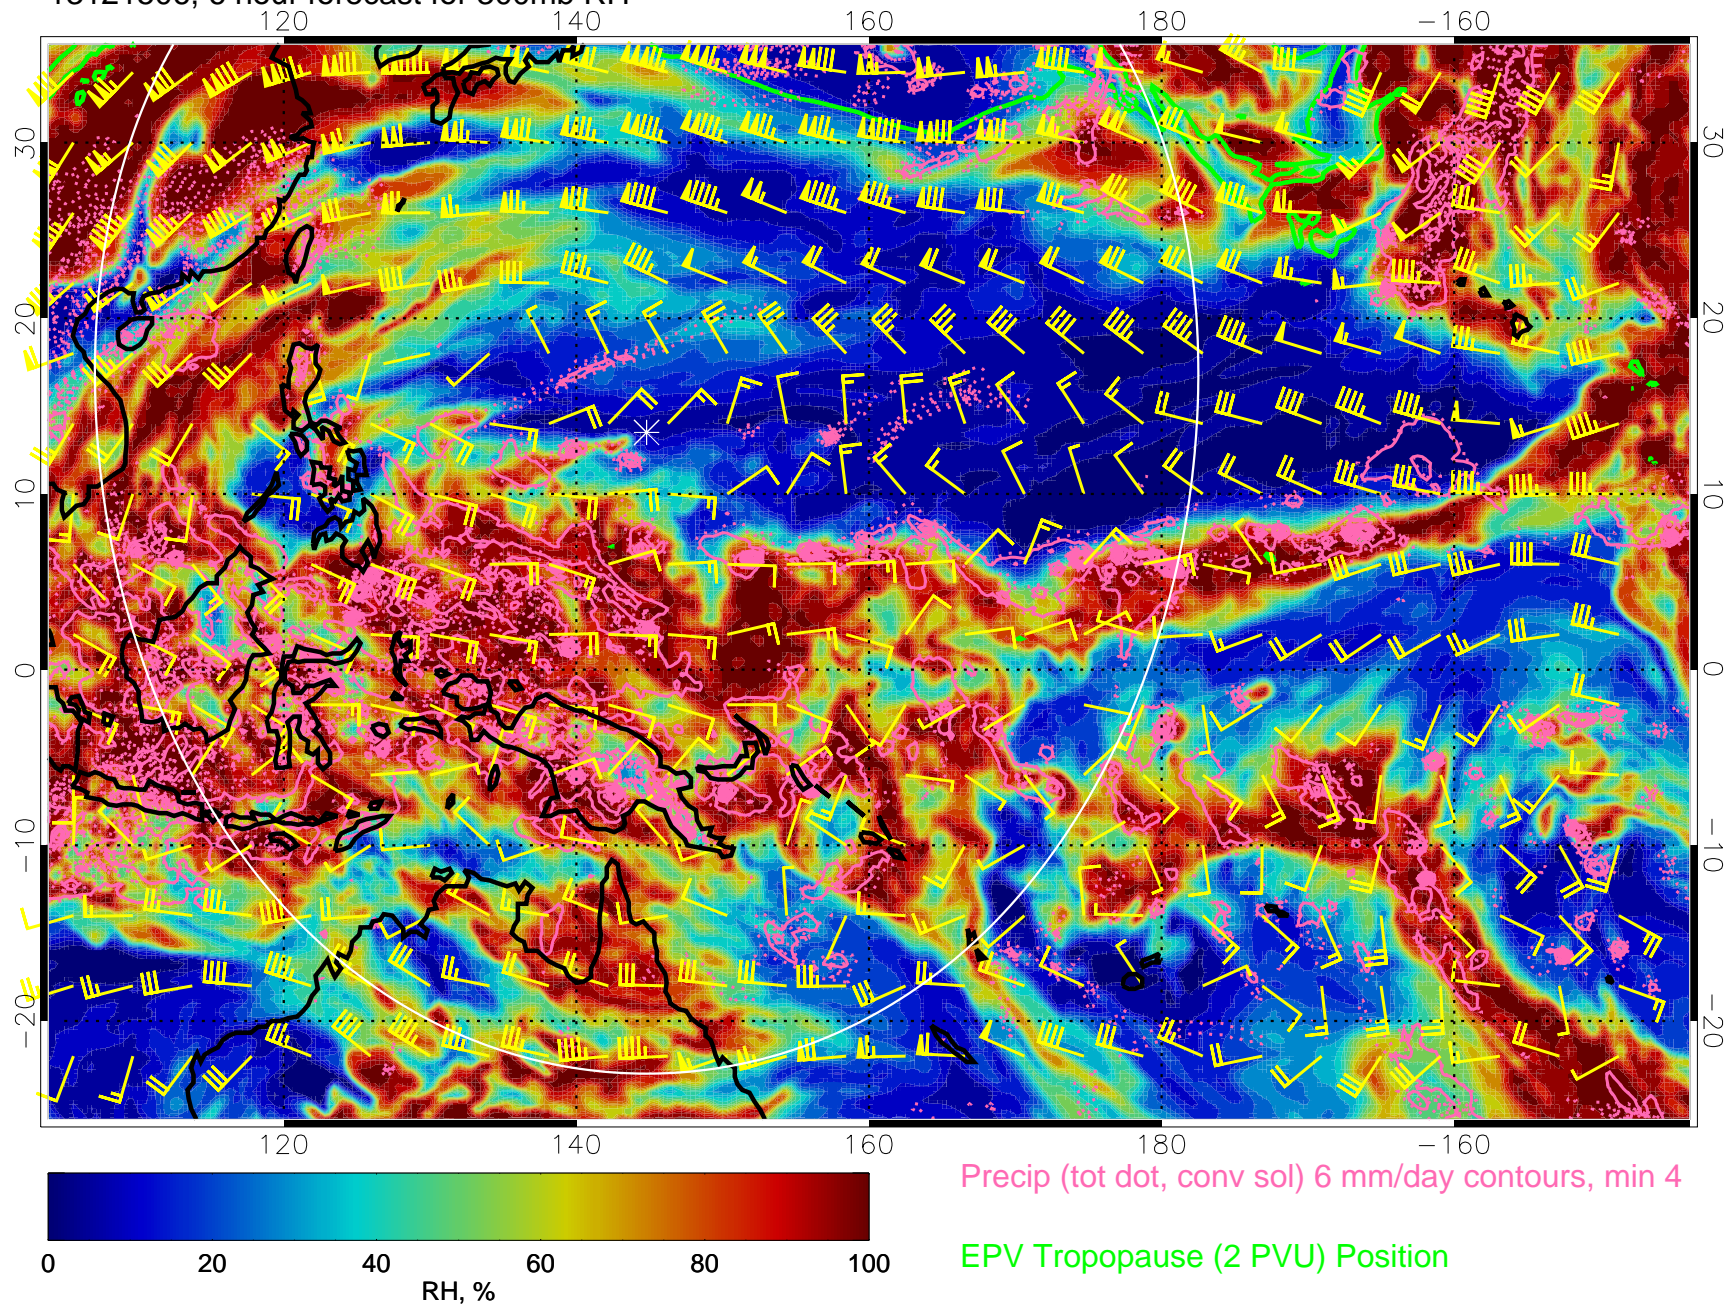 120 140 160 180 −160
30 30
20 20
10 10
0 0
−10 −10
−20 −20
120 140 160 180 −160
Precip (tot dot, conv sol) 6 mm/day contours, min 4
0 20 40 60 80 100
EPV Tropopause (2 PVU) Position
RH, %